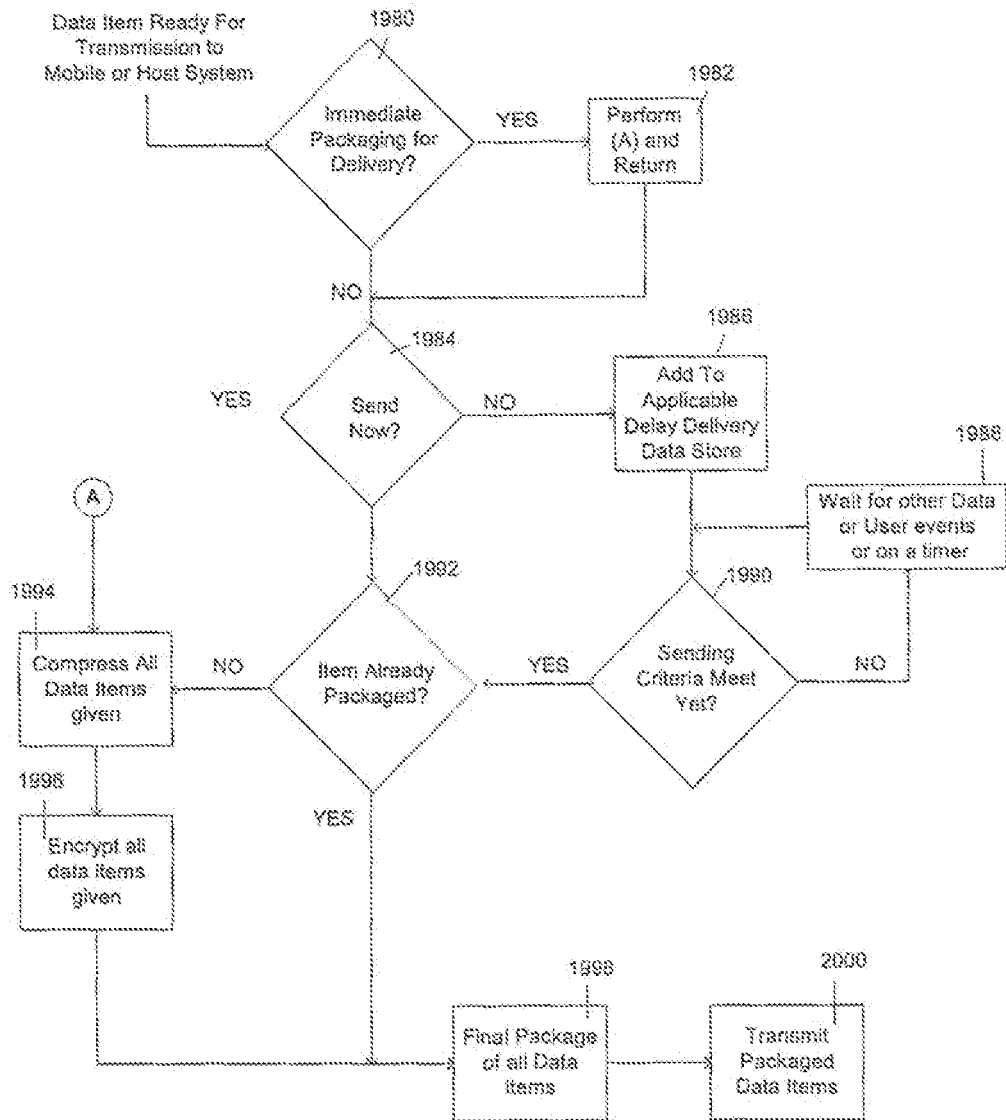 Data Item Ready For
Transmission to
Mobile or Host System
1980
Immediate
Packaging for
Delivery?
YES
1982
Perform
(A) and
Return
NO
1984
Send
Now?
YES
NO
1986
Add To
Applicable
Delay Delivery
Data Store
1988
Wait for other Data
or User events
or on a timer
A
1992
Item Already
Packaged?
1990
Sending
Criteria Meet
Yet?
YES
NO
1994
Compress All
Data Items
given
NO
YES
1996
Encrypt all
data items
given
1998
Final Package
of all Data
Items
2000
Transmit
Packaged
Data Items